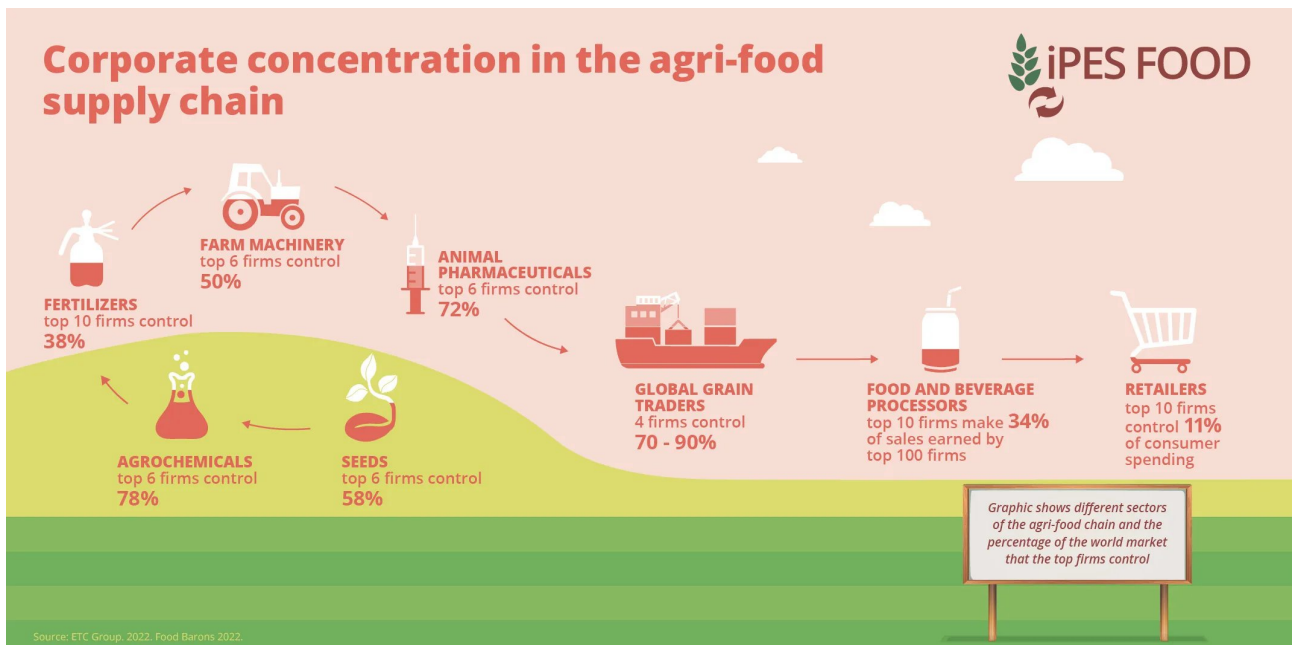 Corporate concentration in the agri-food
supply chain
iPES FOOD
FARM MACHINERY
top 6 firms control
50%
ANIMAL
PHARMACEUTICALS
top 6 firms control
72%
FERTILIZERS
top 10 firms control
38%
AGROCHEMICALS
top 6 firms control
78%
SEEDS
top 6 firms control
58%
GLOBAL GRAIN
TRADERS
4 firms control
70 - 90%
FOOD AND BEVERAGE
PROCESSORS
top 10 firms make 34%
of sales earned by
top 100 firms
RETAILERS
top 10 firms
control 11%
of consumer
spending
Graphic shows different sectors
of the agri-food chain and the
percentage of the world market
that the top firms control
Source: ETC Group. 2022. Food Barons 2022.